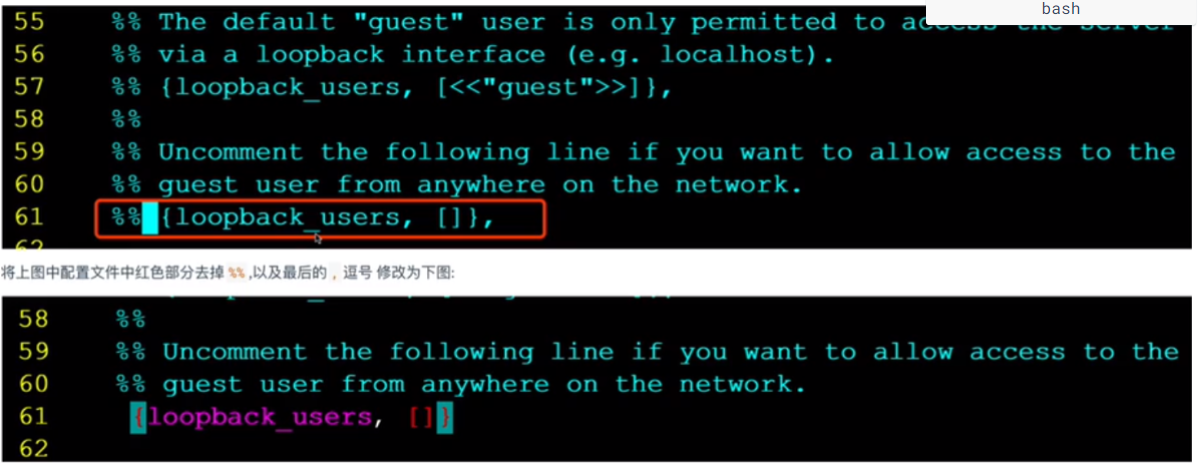 bash
55 %% The default "guest" user is only permitted to access the server
56 %% via a loopback interface (e.g. localhost).
57 %% {loopback_users, [<<"guest">>]},
58 %%
59 %% Uncomment the following line if you want to allow access to the
60 %% guest user from anywhere on the network.
61 %% {loopback_users, []},
62
将上图中配置文件中红色部分去掉 %% ,以及最后的 , 逗号 修改为下图:
58 %%
59 %% Uncomment the following line if you want to allow access to the
60 %% guest user from anywhere on the network.
61 {loopback_users, []}
62